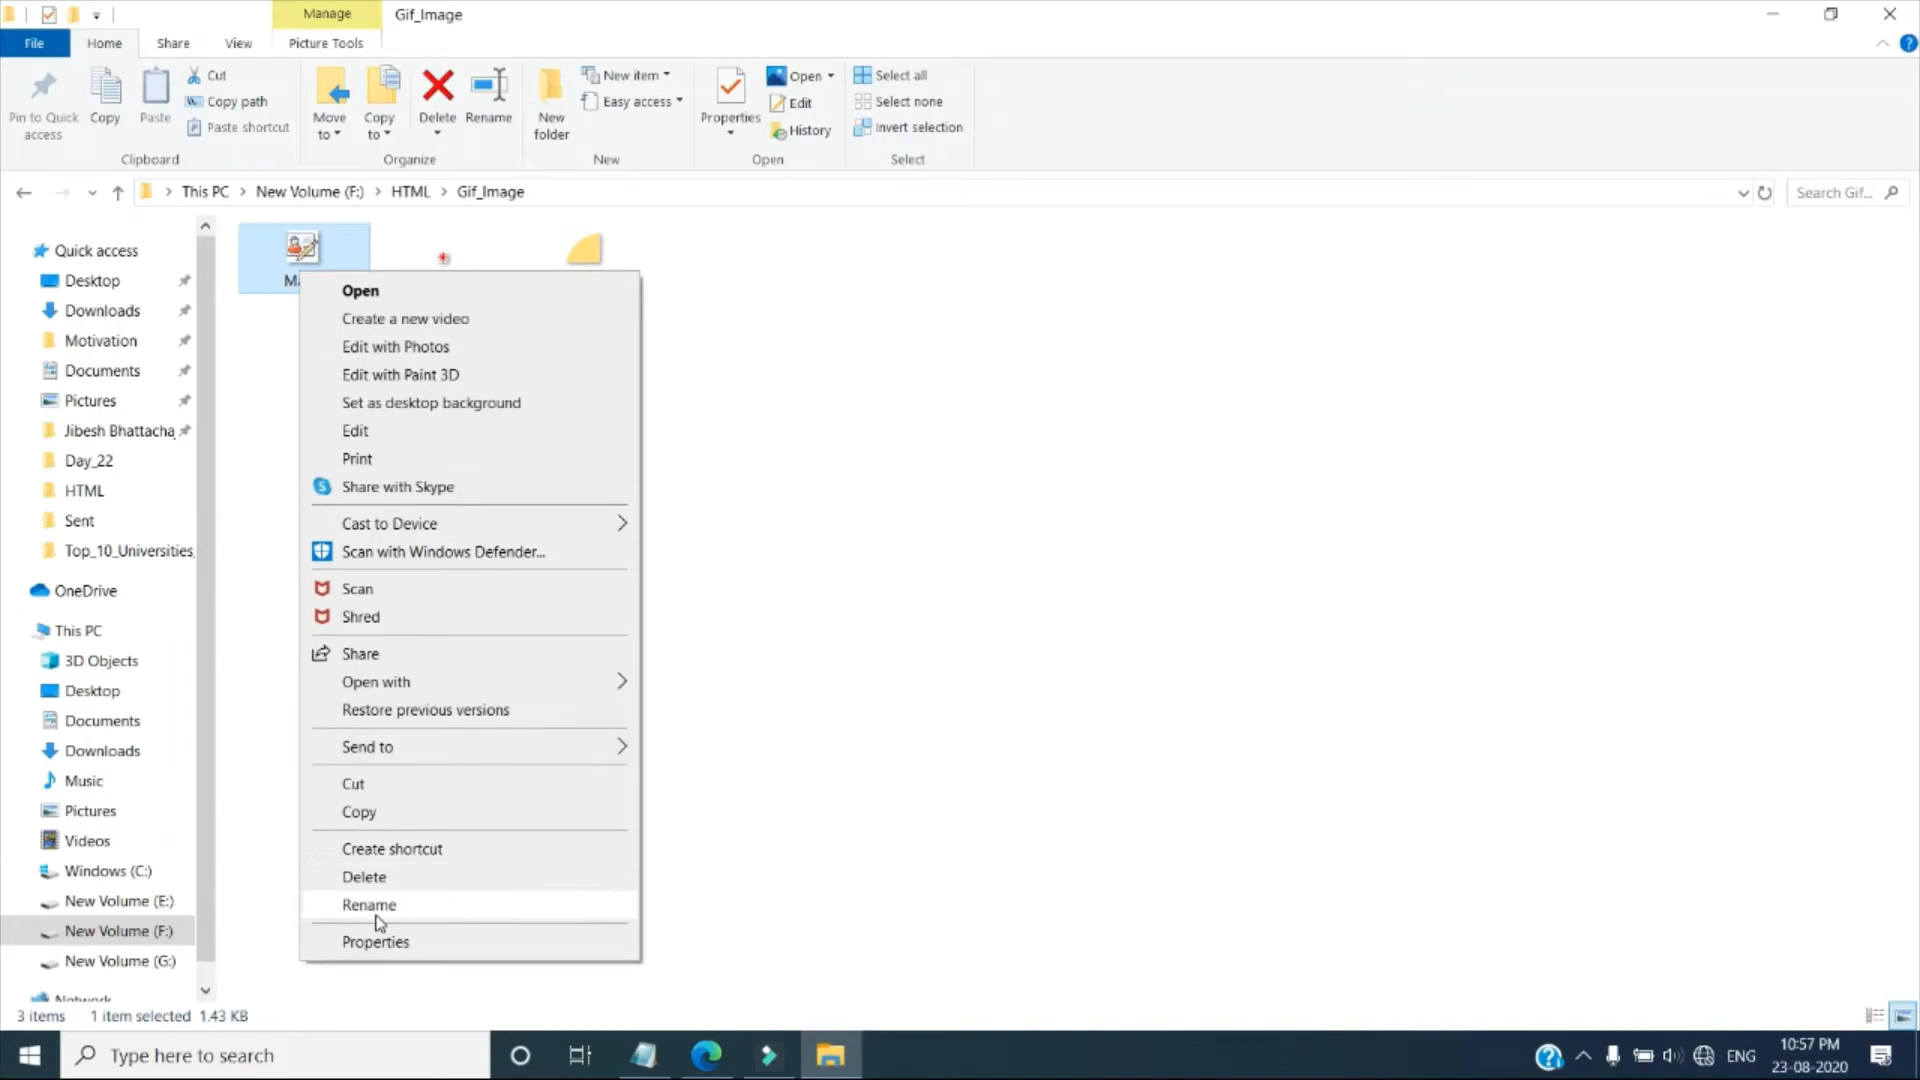 Manage
Gif_Image
File
Home
Share
View
Picture Tools
Pin to Quick
access
Copy
Paste
Cut
Copy path
Paste shortcut
Clipboard
Move
to
Copy
to
Delete
Rename
Organize
New
folder
New item
Easy access
New
Properties
Open
Edit
History
Open
Select all
Select none
Invert selection
Select
This PC
New Volume (F:)
HTML
Gif_Image
Search Gif...
Quick access
Desktop
Downloads
Motivation
Documents
Pictures
Jibesh Bhattacha
Day_22
HTML
Sent
Top_10_Universities
OneDrive
This PC
3D Objects
Desktop
Documents
Downloads
Music
Pictures
Videos
Windows (C:)
New Volume (E:)
New Volume (F:)
New Volume (G:)
Network
Open
Create a new video
Edit with Photos
Edit with Paint 3D
Set as desktop background
Edit
Print
Share with Skype
Cast to Device
Scan with Windows Defender...
Scan
Shred
Share
Open with
Restore previous versions
Send to
Cut
Copy
Create shortcut
Delete
Rename
Properties
3 items 1 item selected 1.43 KB
Type here to search
ENG
10:57 PM
23-08-2020